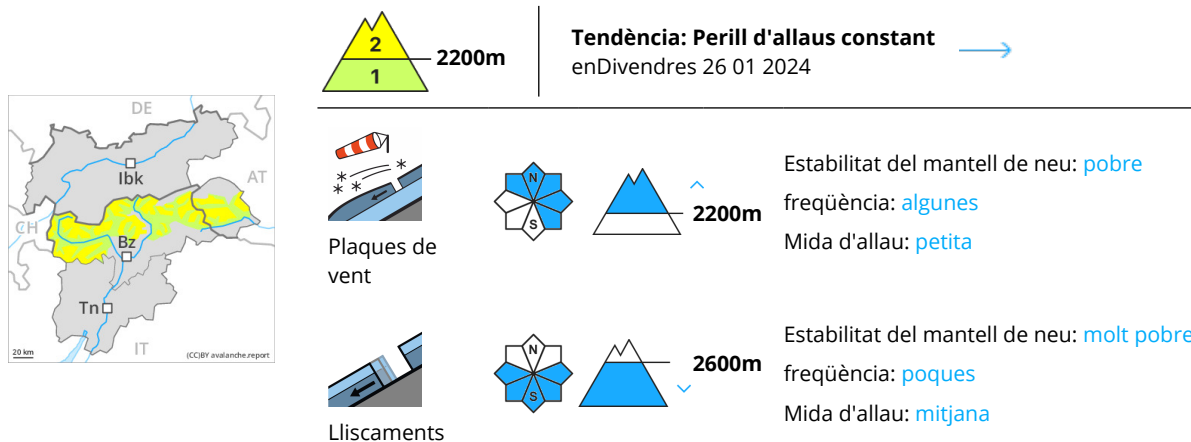 2
1
2200m
Tendència: Perill d'allaus constant
enDivendres 26 01 2024
DE
Ibk
AT
CH
Bz
Tn
IT
20 km
(CC)BY avalanche.report
Plaques de
vent
N
S
2200m
Estabilitat del mantell de neu: pobre
freqüència: algunes
Mida d'allau: petita
Lliscaments
N
S
2600m
Estabilitat del mantell de neu: molt pobre
freqüència: poques
Mida d'allau: mitjana